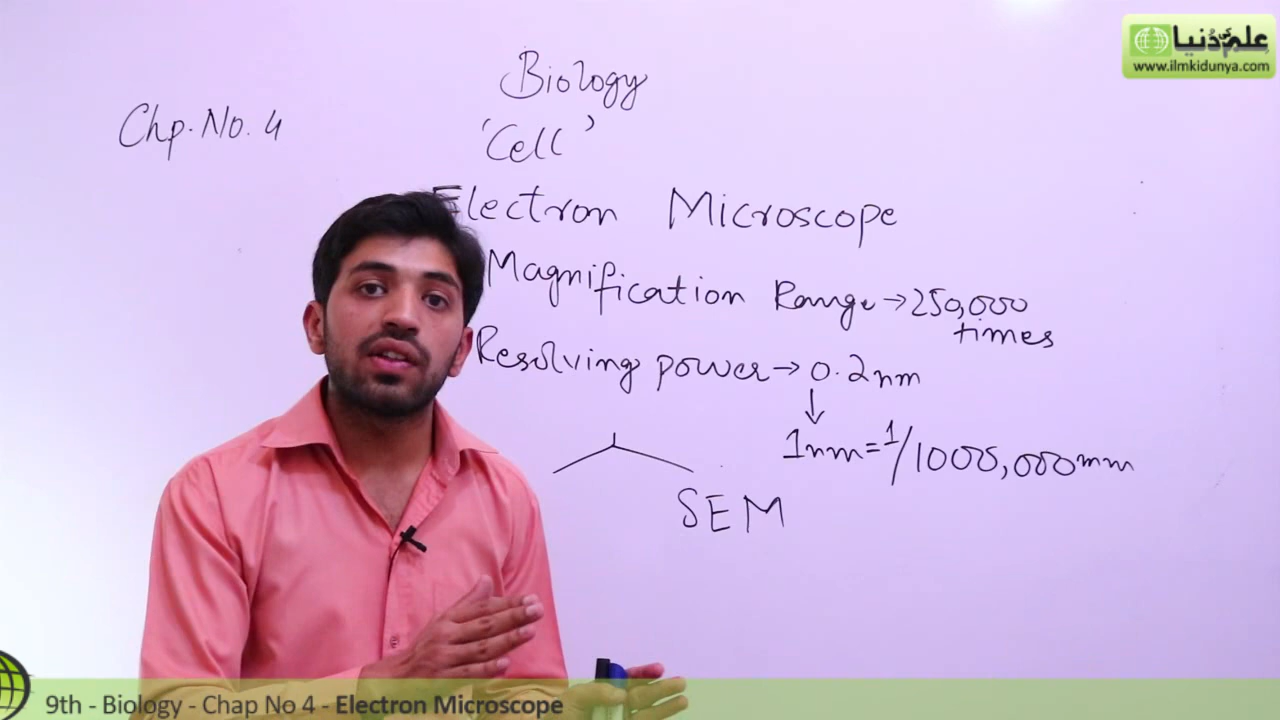 علم کی دنیا
www.ilmkidunya.com
Biology
Chp. No. 4
'Cell'
Electron Microscope
Magnification Range → 250,000
times
Resolving power → 0.2nm
↓
1nm = 1/1000,000mm
SEM
9th - Biology - Chap No 4 - Electron Microscope